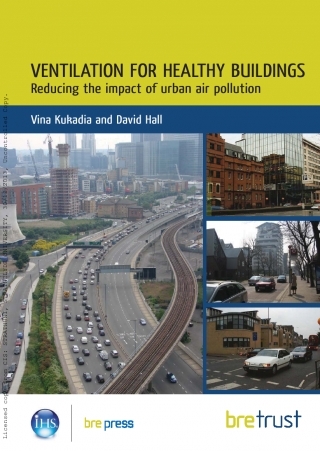 VENTILATION FOR HEALTHY BUILDINGS
Reducing the impact of urban air pollution
Vina Kukadia and David Hall
IHS
bre press
bretrust